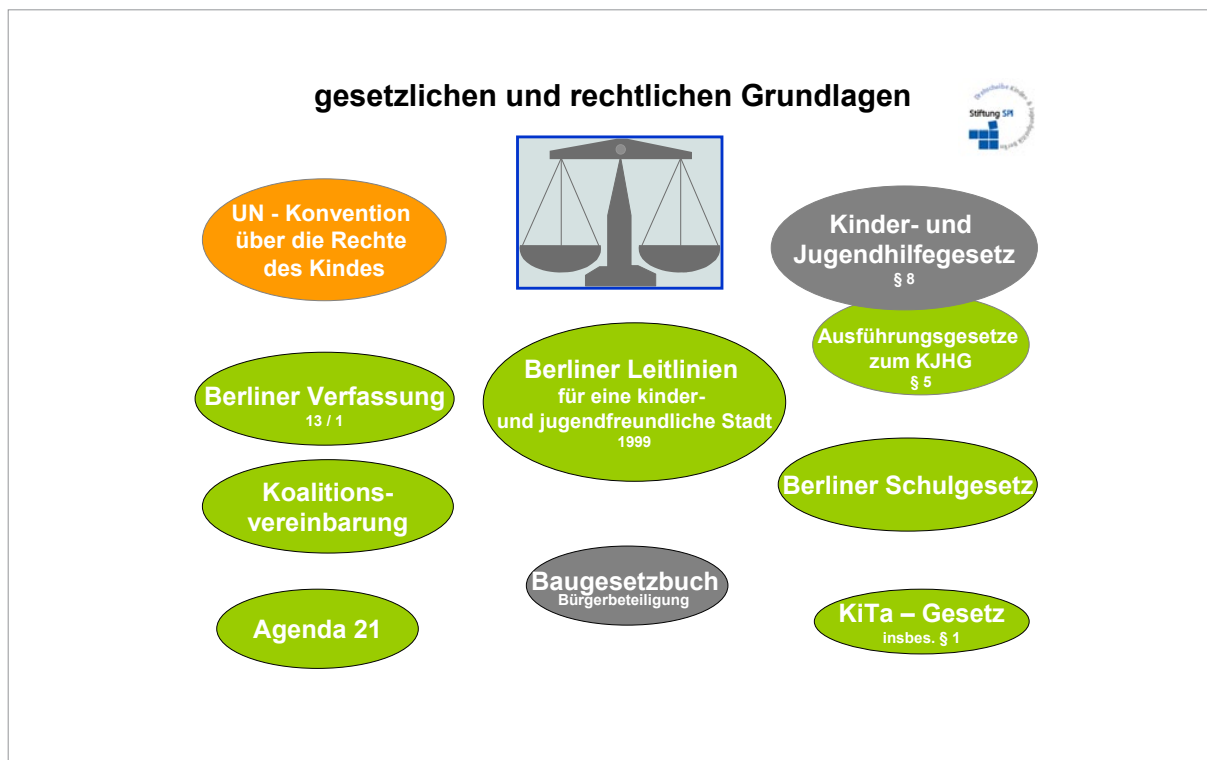 gesetzlichen und rechtlichen Grundlagen
Stiftung SPI
UN - Konvention
über die Rechte
des Kindes
Kinder- und
Jugendhilfegesetz
§ 8
Ausführungsgesetze
zum KJHG
§ 5
Berliner Verfassung
13 / 1
Berliner Leitlinien
für eine kinder-
und jugendfreundliche Stadt
1999
Koalitions-
vereinbarung
Berliner Schulgesetz
Baugesetzbuch
Bürgerbeteiligung
Agenda 21
KiTa – Gesetz
insbes. § 1